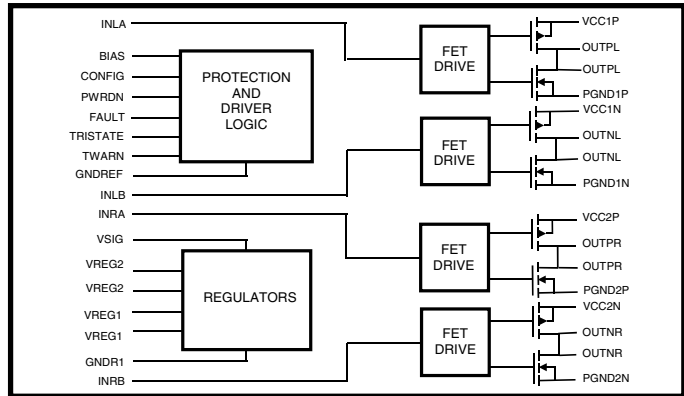 INLA
BIAS
CONFIG
PWRDN
FAULT
TRISTATE
TWARN
GNDREF
INLB
INRA
VSIG
VREG2
VREG2
VREG1
VREG1
GNDR1
INRB
PROTECTION
AND
DRIVER
LOGIC
REGULATORS
FET
DRIVE
FET
DRIVE
FET
DRIVE
FET
DRIVE
VCC1P
OUTPL
OUTPL
PGND1P
VCC1N
OUTNL
OUTNL
PGND1N
VCC2P
OUTPR
OUTPR
PGND2P
VCC2N
OUTNR
OUTNR
PGND2N